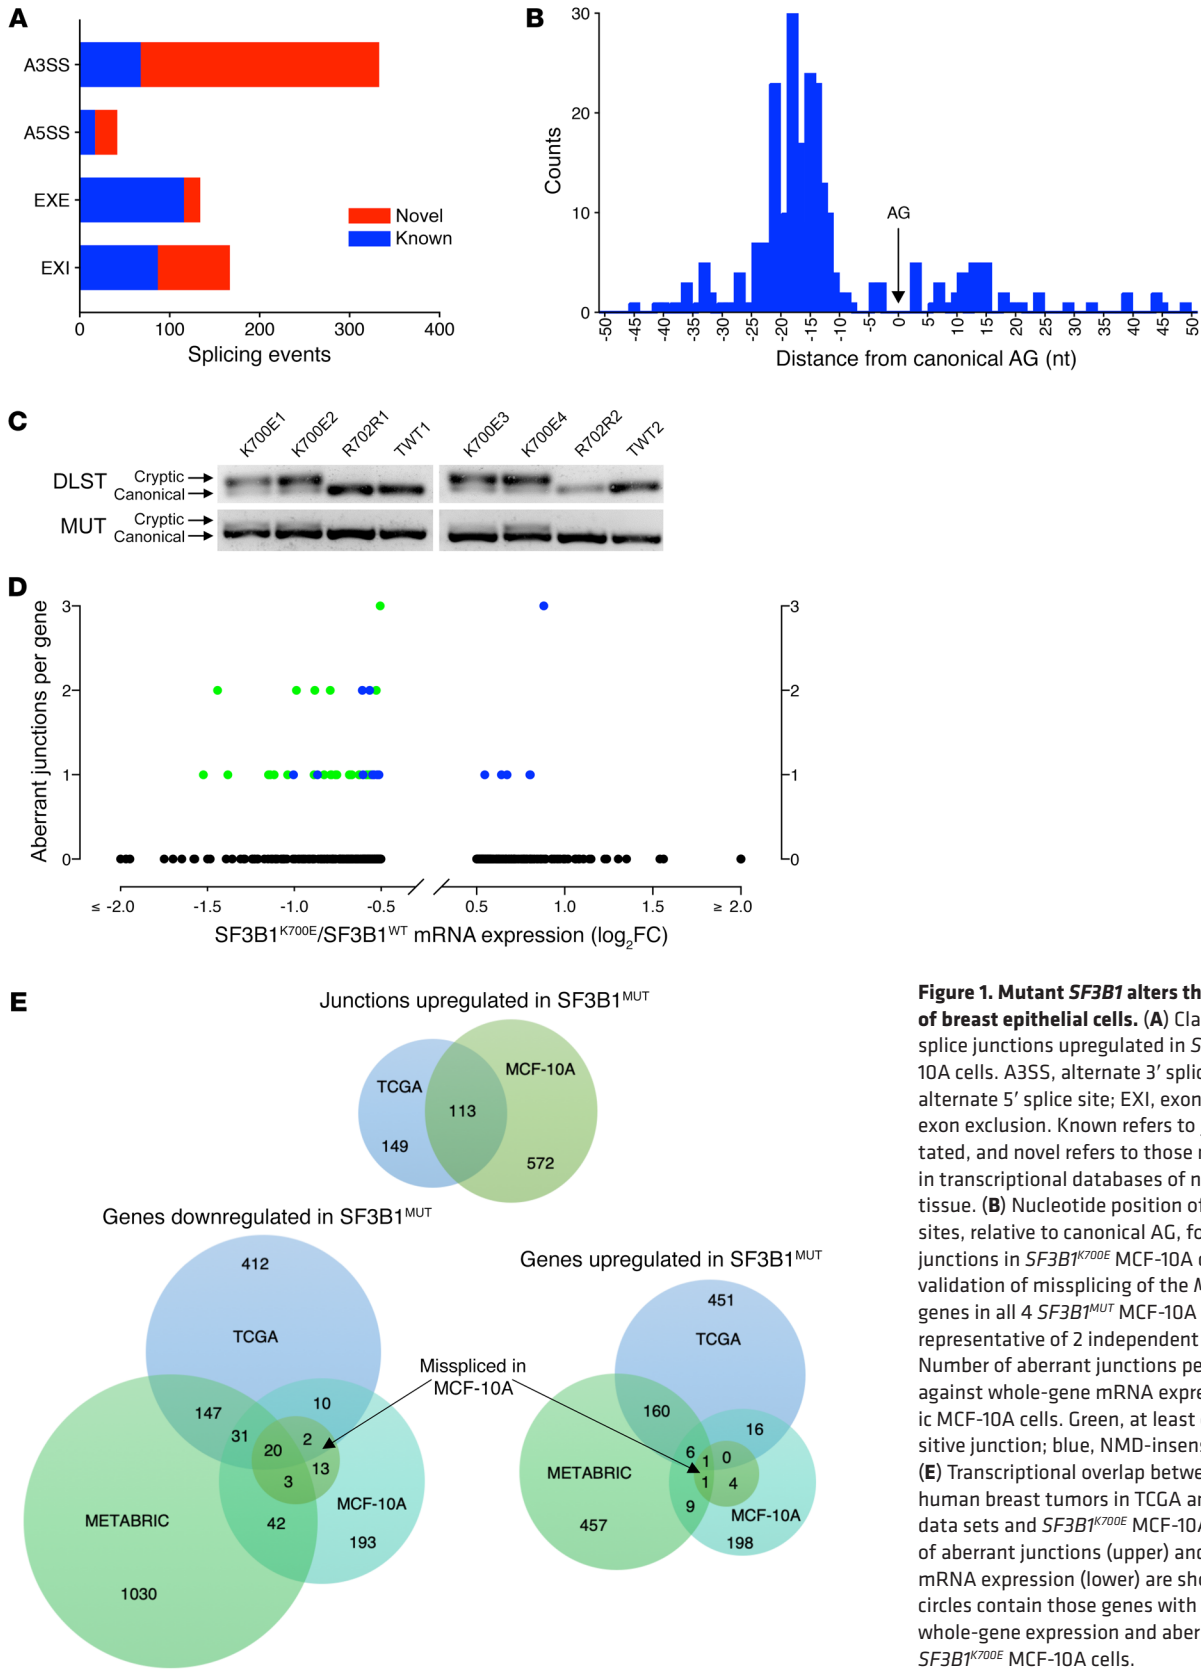 A
A3SS
A5SS
EXE
EXI
Novel
Known
0 100 200 300 400
Splicing events
B
30
20
10
0
Counts
AG
-50 -45 -40 -35 -30 -25 -20 -15 -10 -5 0 5 10 15 20 25 30 35 40 45 50
Distance from canonical AG (nt)
C
K700E1 K700E2 R702R1 TWT1 K700E3 K700E4 R702R2 TWT2
DLST
Cryptic
Canonical
MUT
Cryptic
Canonical
D
Aberrant junctions per gene
3 3
2 2
1 1
0 0
≤ -2.0 -1.5 -1.0 -0.5 0.5 1.0 1.5 ≥ 2.0
SF3B1K700E/SF3B1WT mRNA expression (log2FC)
E
Junctions upregulated in SF3B1MUT
TCGA
MCF-10A
113
149
572
Genes downregulated in SF3B1MUT
412
TCGA
147
31
10
20
2
3
13
42
METABRIC
MCF-10A
193
1030
Misspliced in
MCF-10A
Genes upregulated in SF3B1MUT
451
TCGA
160
16
6
1
0
1
4
9
METABRIC
MCF-10A
457
198
Figure 1. Mutant SF3B1 alters th
of breast epithelial cells. (A) Cla
splice junctions upregulated in S
10A cells. A3SS, alternate 3′ splic
alternate 5′ splice site; EXI, exon
exon exclusion. Known refers to
tated, and novel refers to those
in transcriptional databases of n
tissue. (B) Nucleotide position of
sites, relative to canonical AG, fo
junctions in SF3B1K700E MCF-10A
validation of missplicing of the
genes in all 4 SF3B1MUT MCF-10A
representative of 2 independent
Number of aberrant junctions pe
against whole-gene mRNA expre
ic MCF-10A cells. Green, at least
sitive junction; blue, NMD-insens
(E) Transcriptional overlap betwe
human breast tumors in TCGA ar
data sets and SF3B1K700E MCF-10A
of aberrant junctions (upper) and
mRNA expression (lower) are sho
circles contain those genes with
whole-gene expression and aber
SF3B1K700E MCF-10A cells.